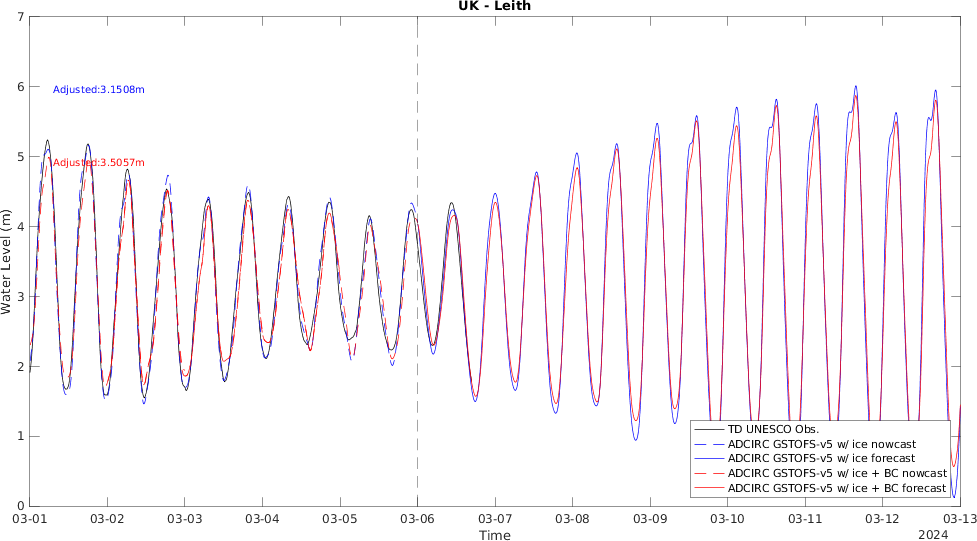 UK - Leith
7
6
5
4
3
2
1
0
Water Level (m)
Adjusted:3.1508m
Adjusted:3.5057m
TD UNESCO Obs.
ADCIRC GSTOFS-v5 w/ ice nowcast
ADCIRC GSTOFS-v5 w/ ice forecast
ADCIRC GSTOFS-v5 w/ ice + BC nowcast
ADCIRC GSTOFS-v5 w/ ice + BC forecast
03-01 03-02 03-03 03-04 03-05 03-06 03-07 03-08 03-09 03-10 03-11 03-12 03-13
Time
2024